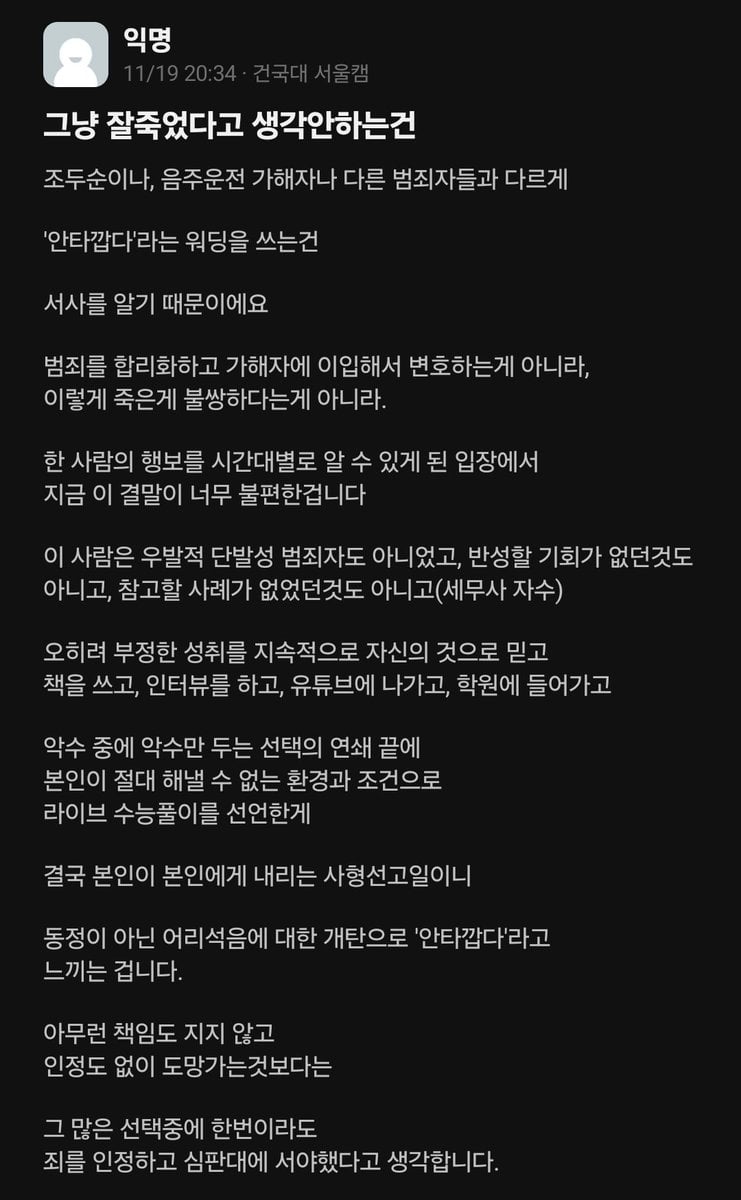 익명
11/19 20:34 · 건국대 서울캠
그냥 잘죽었다고 생각안하는건
조두순이나, 음주운전 가해자나 다른 범죄자들과 다르게
'안타깝다'라는 워딩을 쓰는건
서사를 알기 때문이에요
범죄를 합리화하고 가해자에 이입해서 변호하는게 아니라,
이렇게 죽은게 불쌍하다는게 아니라.
한 사람의 행보를 시간대별로 알 수 있게 된 입장에서
지금 이 결말이 너무 불편한겁니다
이 사람은 우발적 단발성 범죄자도 아니었고, 반성할 기회가 없던것도
아니고, 참고할 사례가 없었던것도 아니고(세무사 자수)
오히려 부정한 성취를 지속적으로 자신의 것으로 믿고
책을 쓰고, 인터뷰를 하고, 유튜브에 나가고, 학원에 들어가고
악수 중에 악수만 두는 선택의 연쇄 끝에
본인이 절대 해낼 수 없는 환경과 조건으로
라이브 수능풀이를 선언한게
결국 본인이 본인에게 내리는 사형선고일이니
동정이 아닌 어리석음에 대한 개탄으로 '안타깝다'라고
느끼는 겁니다.
아무런 책임도 지지 않고
인정도 없이 도망가는것보다는
그 많은 선택중에 한번이라도
죄를 인정하고 심판대에 서야했다고 생각합니다.